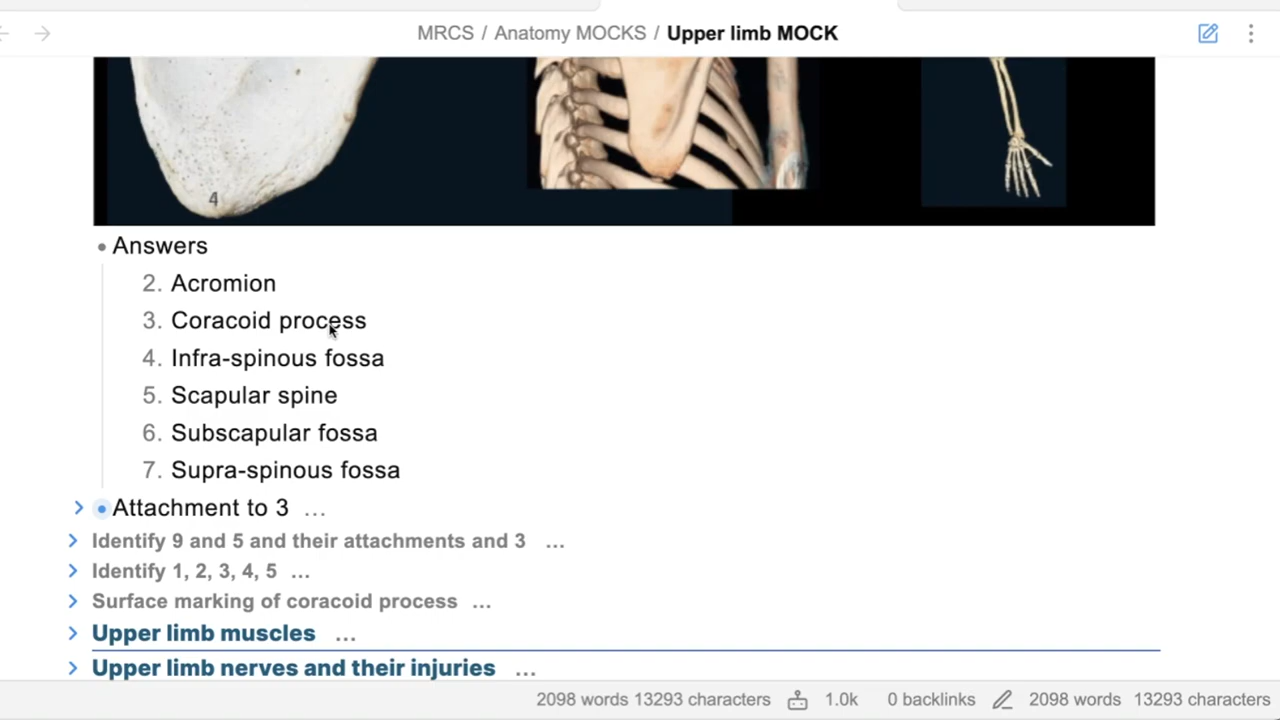 MRCS / Anatomy MOCKS / Upper limb MOCK
4
Answers
2. Acromion
3. Coracoid process
4. Infra-spinous fossa
5. Scapular spine
6. Subscapular fossa
7. Supra-spinous fossa
Attachment to 3 ...
Identify 9 and 5 and their attachments and 3 ...
Identify 1, 2, 3, 4, 5 ...
Surface marking of coracoid process ...
Upper limb muscles ...
Upper limb nerves and their injuries ...
2098 words 13293 characters 1.0k 0 backlinks 2098 words 13293 characters